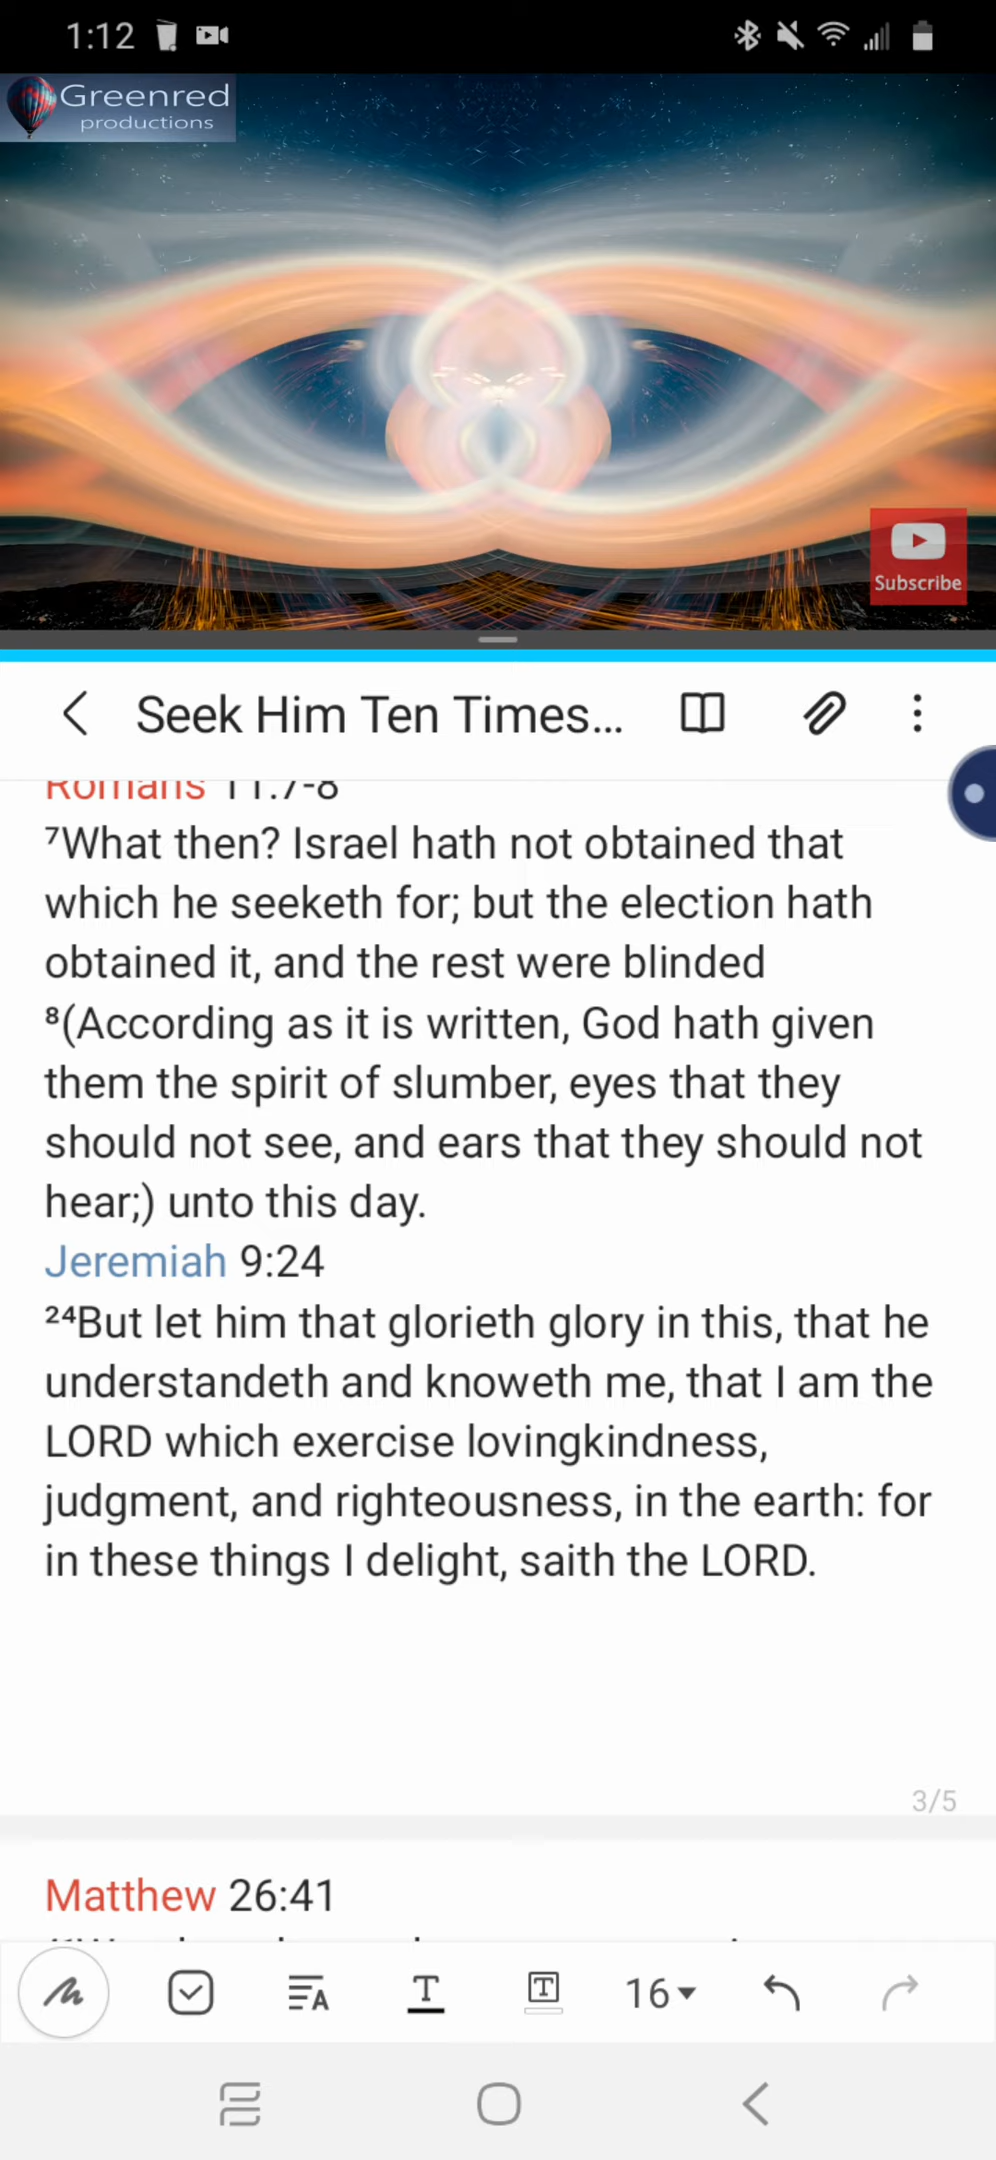 1:12
Greenred
productions
Subscribe
Seek Him Ten Times...
Romans 11:7-8
⁷What then? Israel hath not obtained that
which he seeketh for; but the election hath
obtained it, and the rest were blinded
⁸(According as it is written, God hath given
them the spirit of slumber, eyes that they
should not see, and ears that they should not
hear;) unto this day.
Jeremiah 9:24
²⁴But let him that glorieth glory in this, that he
understandeth and knoweth me, that I am the
LORD which exercise lovingkindness,
judgment, and righteousness, in the earth: for
in these things I delight, saith the LORD.
3/5
Matthew 26:41
16